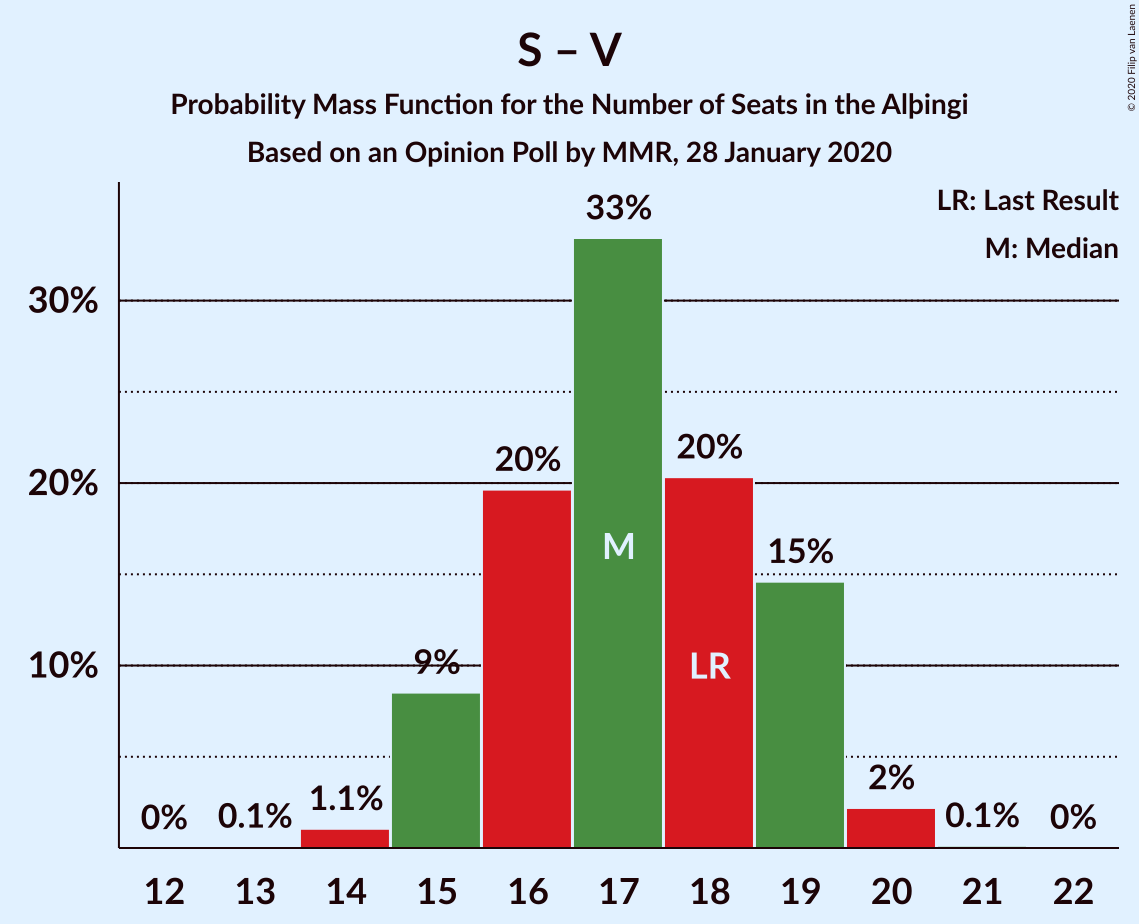 S – V
Probability Mass Function for the Number of Seats in the Alþingi
Based on an Opinion Poll by MMR, 28 January 2020
© 2020 Filip van Laenen
LR: Last Result
M: Median
33%
30%
20%
20%
20%
M
15%
9%
10%
LR
0%
0.1%
1.1%
2%
0.1%
0%
12 13 14 15 16 17 18 19 20 21 22